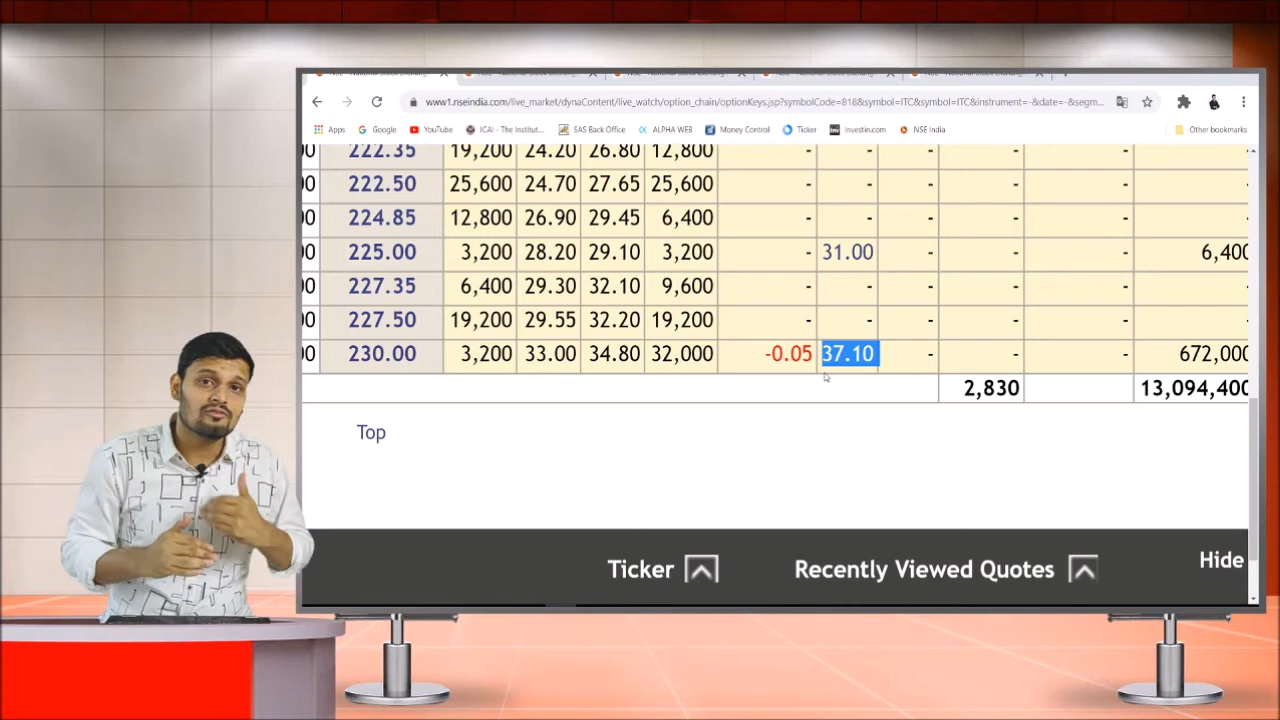 www1.nseindia.com/live_market/dynaContent/live_watch/option_chain/optionKeys.jsp?symbolCode=818&symbol=ITC&symbol=ITC&instrument=-&date=-&segm...
Apps Google YouTube ICAI - The Institut... SAS Back Office ALPHA WEB Money Control Ticker Investin.com NSE India Other bookmarks
222.35 19,200 24.20 26.80 12,800 - - - - - -
00 222.50 25,600 24.70 27.65 25,600 - - - - - -
00 224.85 12,800 26.90 29.45 6,400 - - - - - -
00 225.00 3,200 28.20 29.10 3,200 - 31.00 - - - 6,400
00 227.35 6,400 29.30 32.10 9,600 - - - - - -
00 227.50 19,200 29.55 32.20 19,200 - - - - - -
00 230.00 3,200 33.00 34.80 32,000 -0.05 37.10 - - - 672,000
2,830 13,094,400
Top
Ticker Recently Viewed Quotes Hide